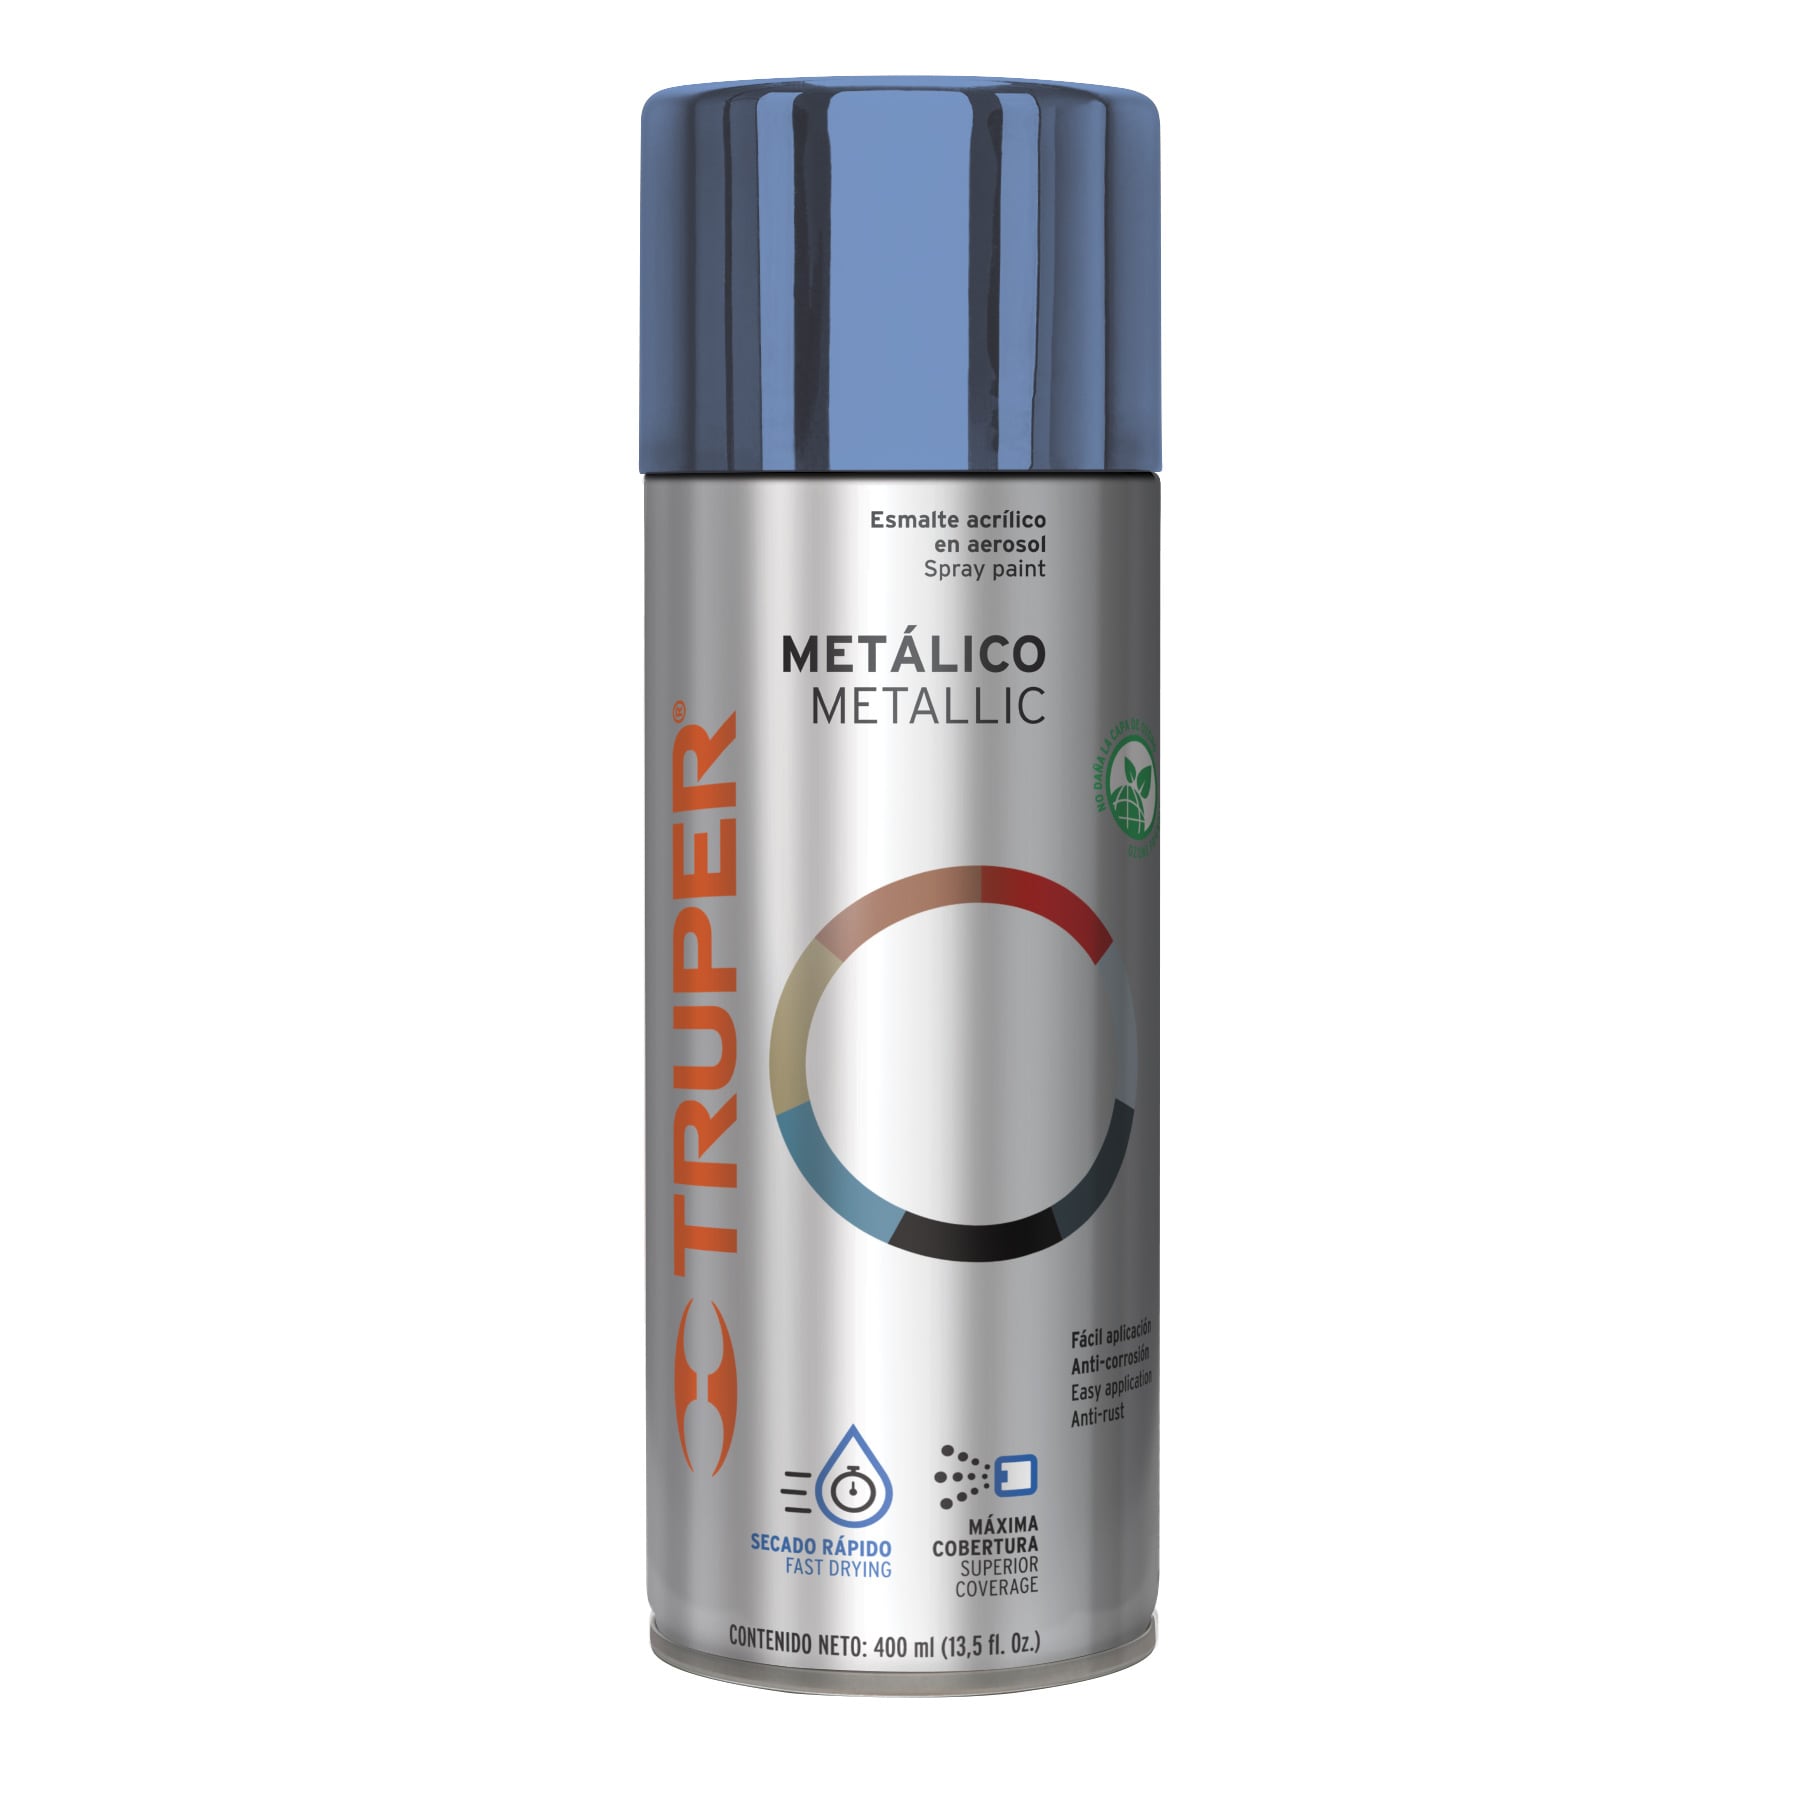 Esmalte acrílico
en aerosol
Spray paint
METÁLICO
METALLIC
TRUPER®
NO DAÑA LA CAPA DE
Fácil aplicación
Anti-corrosión
Easy application
Anti-rust
SECADO RÁPIDO
FAST DRYING
MÁXIMA
COBERTURA
SUPERIOR
COVERAGE
CONTENIDO NETO: 400 ml (13,5 fl. Oz.)